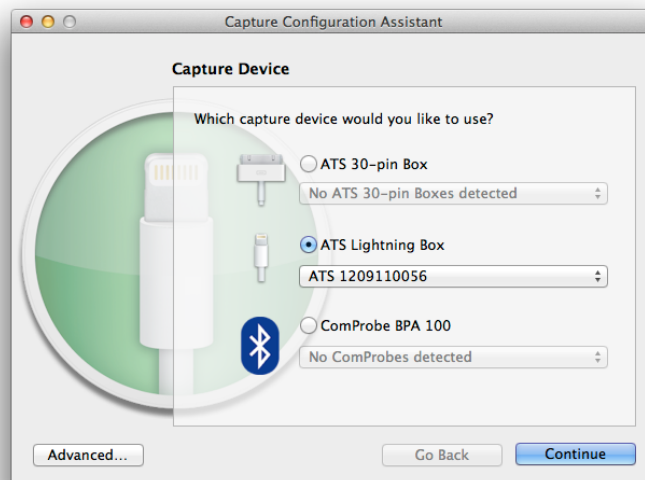 Capture Configuration Assistant
Capture Device
Which capture device would you like to use?
ATS 30-pin Box
No ATS 30-pin Boxes detected
ATS Lightning Box
ATS 1209110056
ComProbe BPA 100
No ComProbes detected
Advanced...
Go Back
Continue